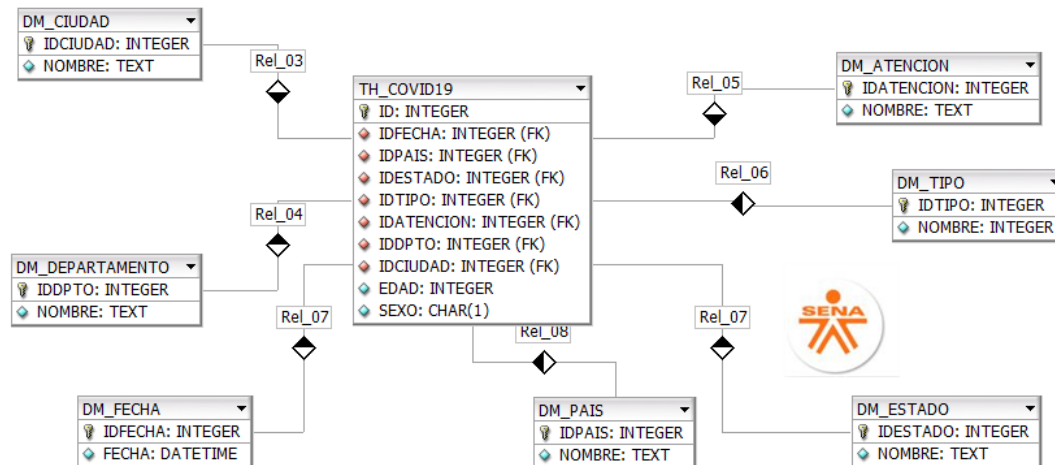 DM_CIUDAD
IDCIUDAD: INTEGER
NOMBRE: TEXT
Rel_03
TH_COVID19
ID: INTEGER
IDFECHA: INTEGER (FK)
IDPAIS: INTEGER (FK)
IDESTADO: INTEGER (FK)
IDTIPO: INTEGER (FK)
IDATENCION: INTEGER (FK)
IDDPTO: INTEGER (FK)
IDCIUDAD: INTEGER (FK)
EDAD: INTEGER
SEXO: CHAR(1)
Rel_05
DM_ATENCION
IDATENCION: INTEGER
NOMBRE: TEXT
Rel_06
DM_TIPO
IDTIPO: INTEGER
NOMBRE: INTEGER
Rel_04
DM_DEPARTAMENTO
IDDPTO: INTEGER
NOMBRE: TEXT
Rel_07
Rel_08
Rel_07
SENA
DM_FECHA
IDFECHA: INTEGER
FECHA: DATETIME
DM_PAIS
IDPAIS: INTEGER
NOMBRE: TEXT
DM_ESTADO
IDESTADO: INTEGER
NOMBRE: TEXT